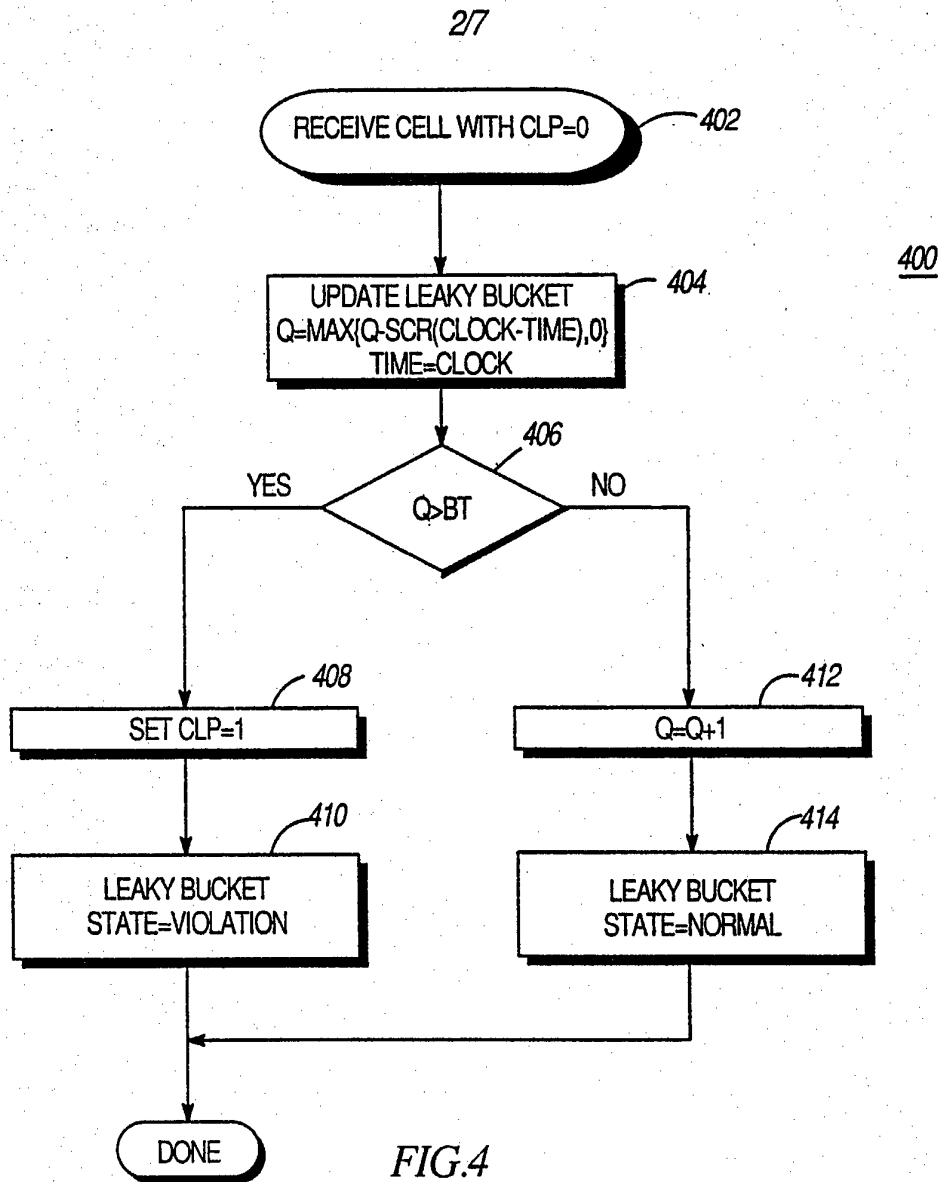 2/7
RECEIVE CELL WITH CLP=0
402
400
UPDATE LEAKY BUCKET
Q=MAX{Q-SCR(CLOCK-TIME),0}
TIME=CLOCK
404
406
YES
Q>BT
NO
408
SET CLP=1
412
Q=Q+1
410
LEAKY BUCKET
STATE=VIOLATION
414
LEAKY BUCKET
STATE=NORMAL
DONE
FIG.4